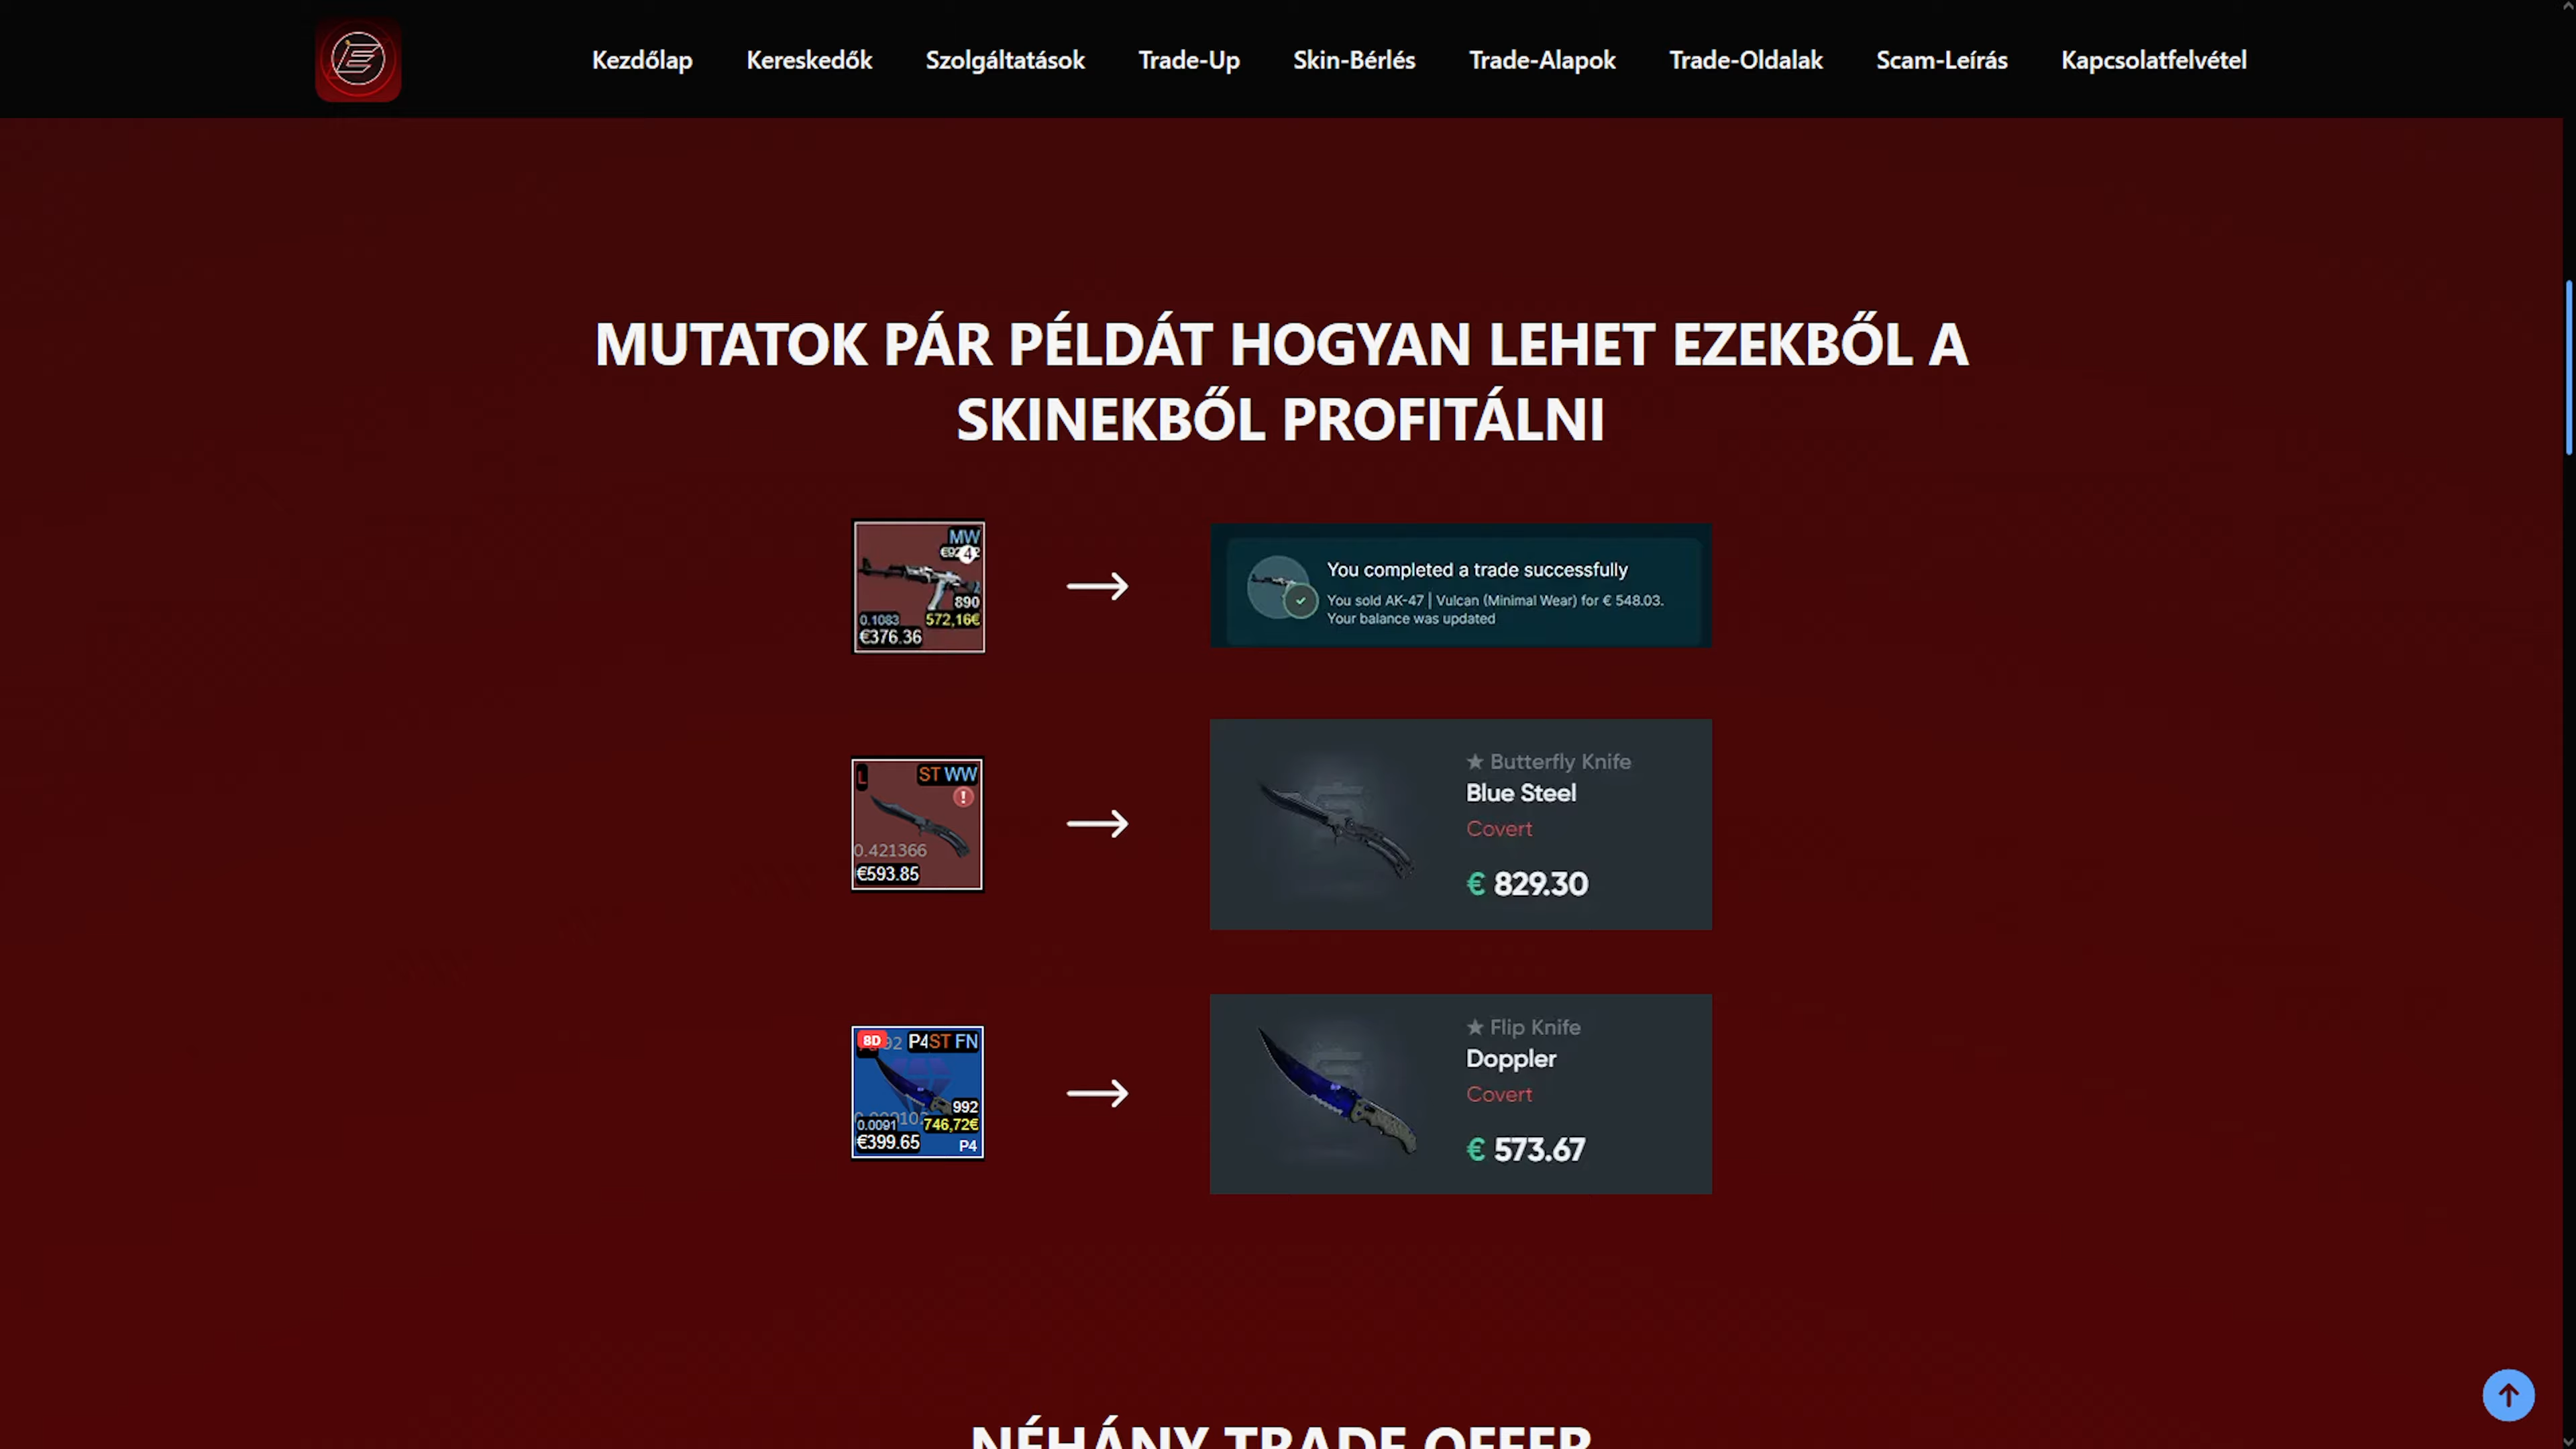 Kezdőlap Kereskedők Szolgáltatások Trade-Up Skin-Bérlés Trade-Alapok Trade-Oldalak Scam-Leírás Kapcsolatfelvétel
MUTATOK PÁR PÉLDÁT HOGYAN LEHET EZEKBŐL A
SKINEKBŐL PROFITÁLNI
MW
890
0.1083 572,16€
€376.36
You completed a trade successfully
You sold AK-47 | Vulcan (Minimal Wear) for € 548.03.
Your balance was updated
L ST WW
0.421366
€593.85
★ Butterfly Knife
Blue Steel
Covert
€ 829.30
8D P4 ST FN
992
0.0091 746,72€
€399.65 P4
★ Flip Knife
Doppler
Covert
€ 573.67
NÉHÁNY TRADE OFFER